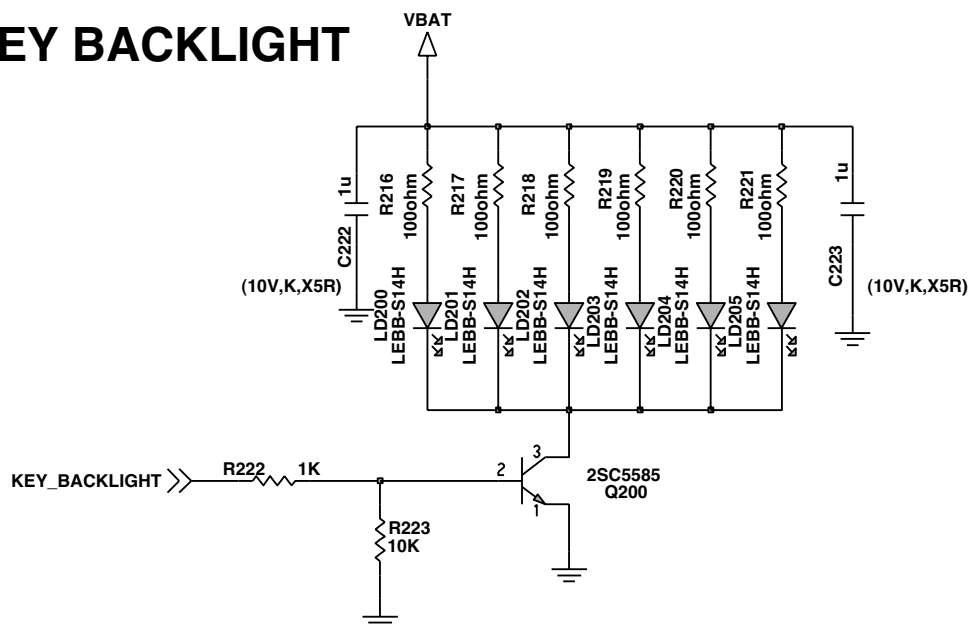 EY BACKLIGHT
VBAT
1u
C222
(10V,K,X5R)
R216
100ohm
R217
100ohm
R218
100ohm
R219
100ohm
R220
100ohm
R221
100ohm
1u
C223
(10V,K,X5R)
LD200
LEBB-S14H
LD201
LEBB-S14H
LD202
LEBB-S14H
LD203
LEBB-S14H
LD204
LEBB-S14H
LD205
LEBB-S14H
KEY_BACKLIGHT
R222
1K
2
3
1
2SC5585
Q200
R223
10K